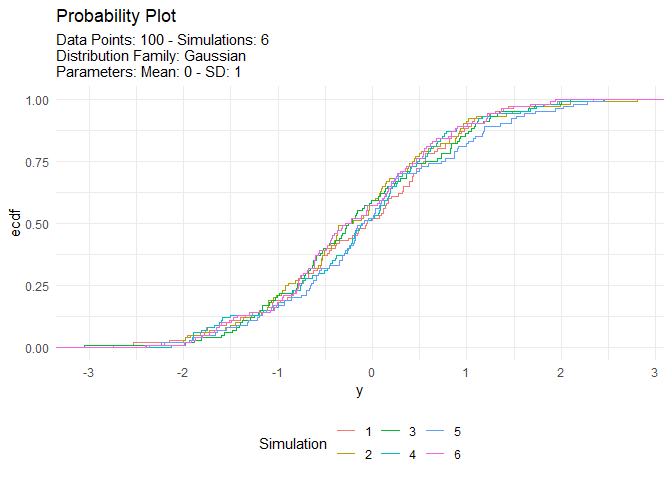 Probability Plot
Data Points: 100 - Simulations: 6
Distribution Family: Gaussian
Parameters: Mean: 0 - SD: 1
1.00
0.75
0.50
0.25
0.00
ecdf
-3 -2 -1 0 1 2 3
y
Simulation
1 3 5
2 4 6